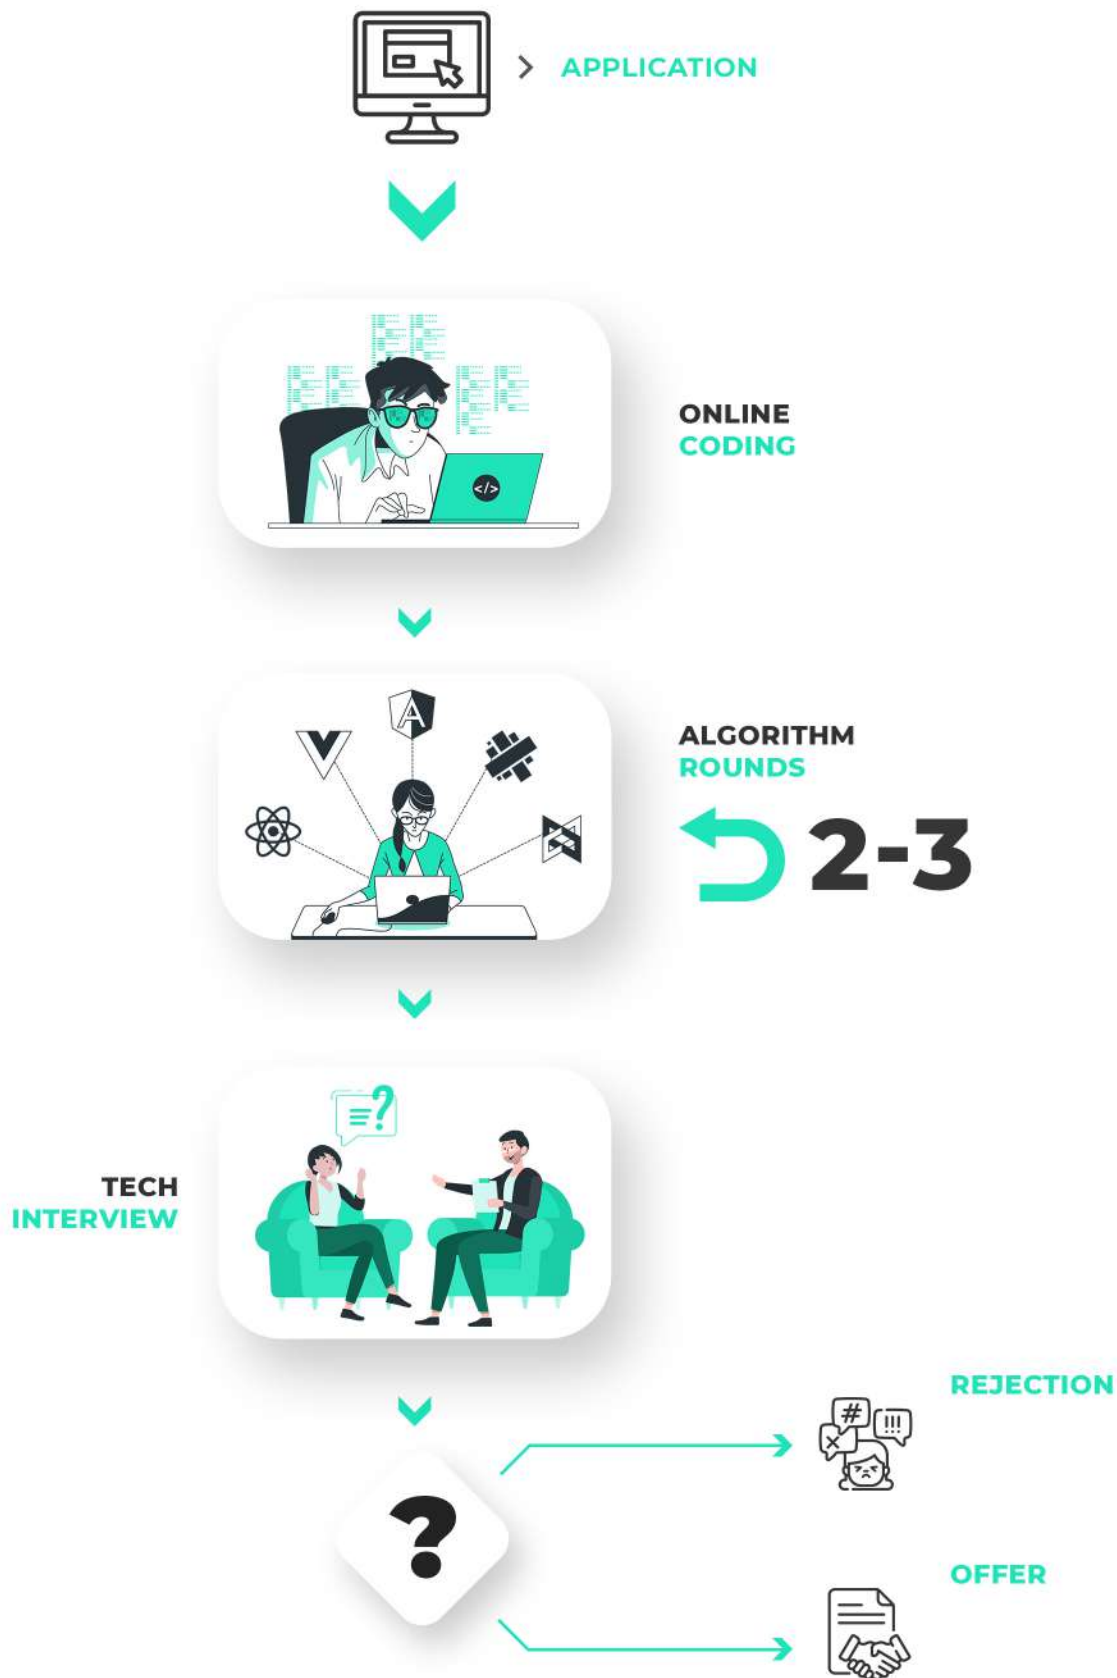 > APPLICATION
ONLINE
CODING
</>
A
ALGORITHM
ROUNDS
2-3
?
TECH
INTERVIEW
REJECTION
#
!!!
X
?
OFFER